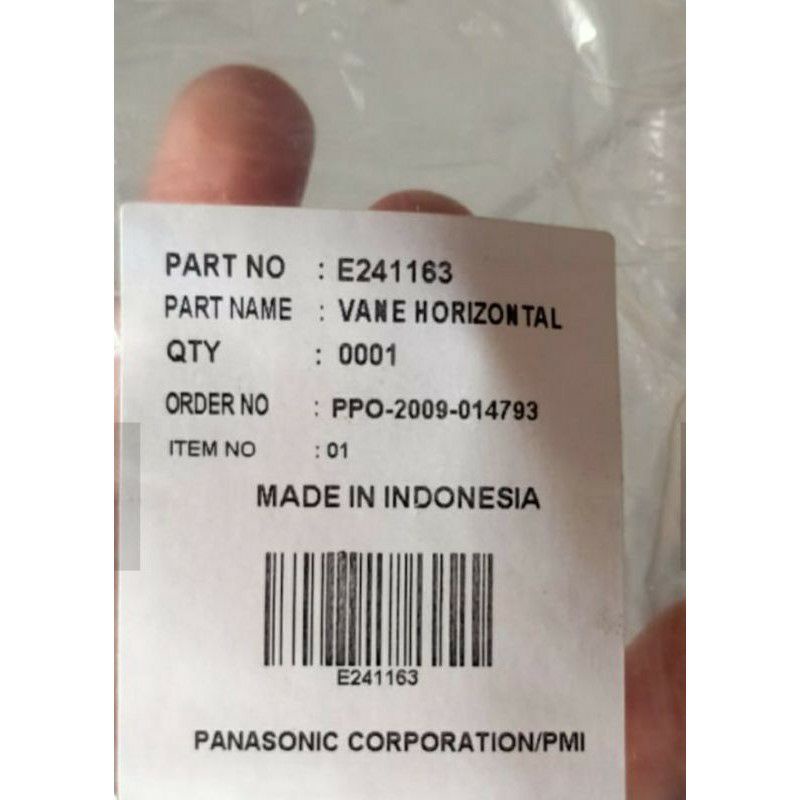 PART NO : E241163
PART NAME : VANE HORIZONTAL
QTY : 0001
ORDER NO : PPO-2009-014793
ITEM NO : 01
MADE IN INDONESIA
E241163
PANASONIC CORPORATION/PMI